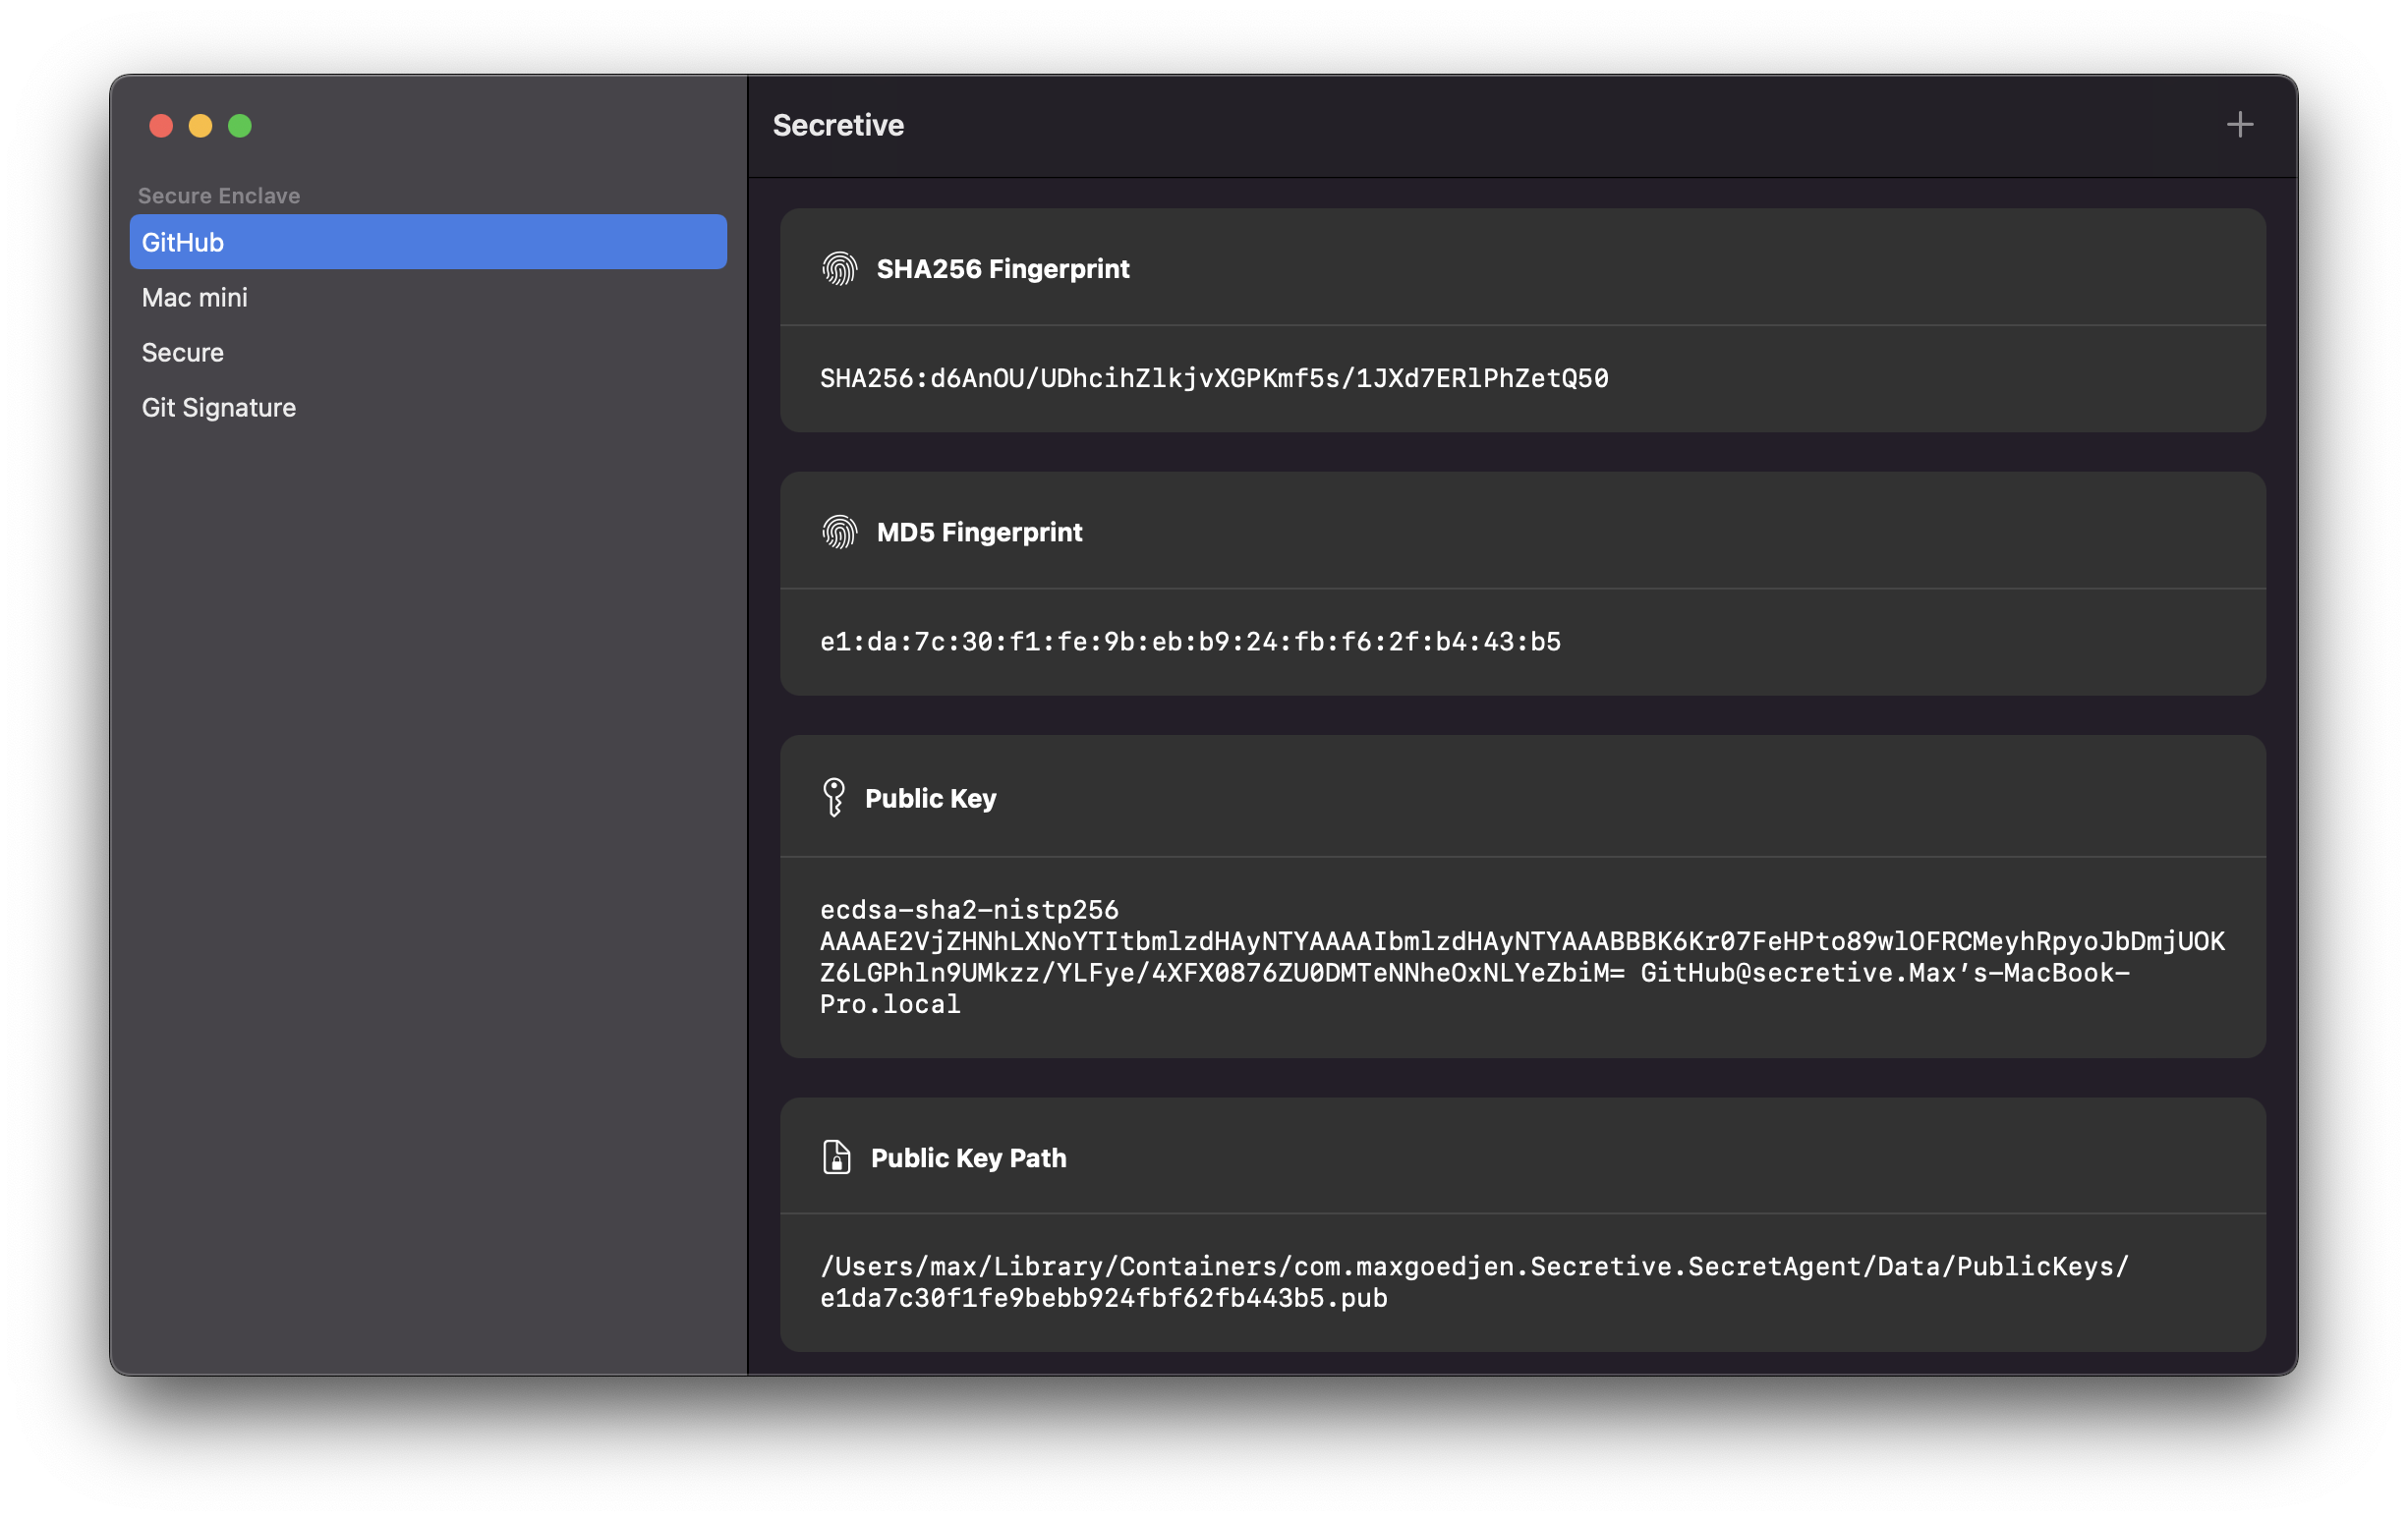 Secretive
Secure Enclave
GitHub
Mac mini
Secure
Git Signature
SHA256 Fingerprint
SHA256:d6AnOU/UDhcihZlkjvXGPKmf5s/1JXd7ERlPhZetQ50
MD5 Fingerprint
e1:da:7c:30:f1:fe:9b:eb:b9:24:fb:f6:2f:b4:43:b5
Public Key
ecdsa-sha2-nistp256
AAAAE2VjZHNhLXNoYTItbmlzdHAyNTYAAAAIbmlzdHAyNTYAAABBBK6Kr07FeHPto89wlOFRCMeyhRpyoJbDmjUOK
Z6LGPhln9UMkzz/YLFye/4XFX0876ZU0DMTeNNheOxNLYeZbiM= GitHub@secretive.Max’s-MacBook-
Pro.local
Public Key Path
/Users/max/Library/Containers/com.maxgoedjen.Secretive.SecretAgent/Data/PublicKeys/
e1da7c30f1fe9bebb924fbf62fb443b5.pub